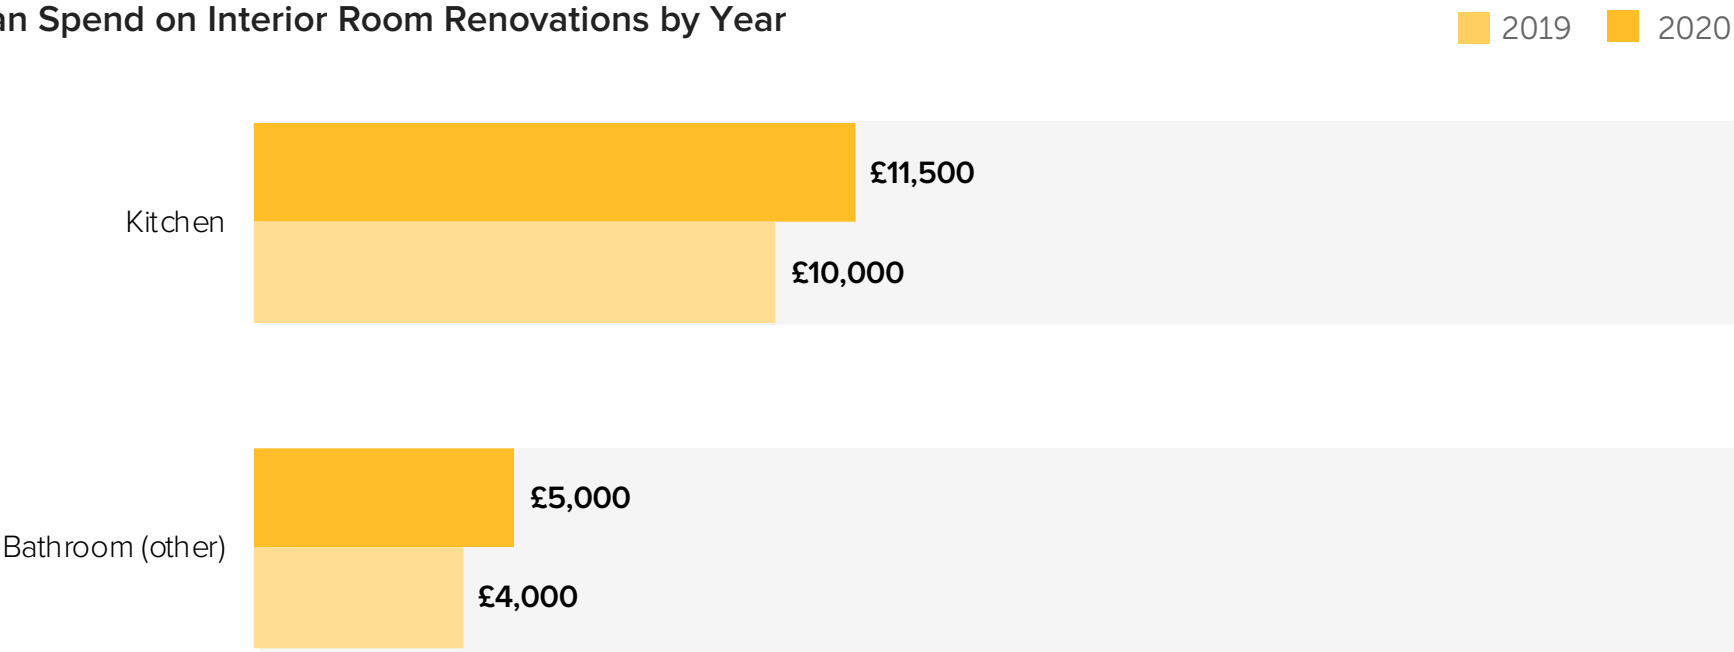 an Spend on Interior Room Renovations by Year
2019 2020
Kitchen
£11,500
£10,000
Bathroom (other)
£5,000
£4,000